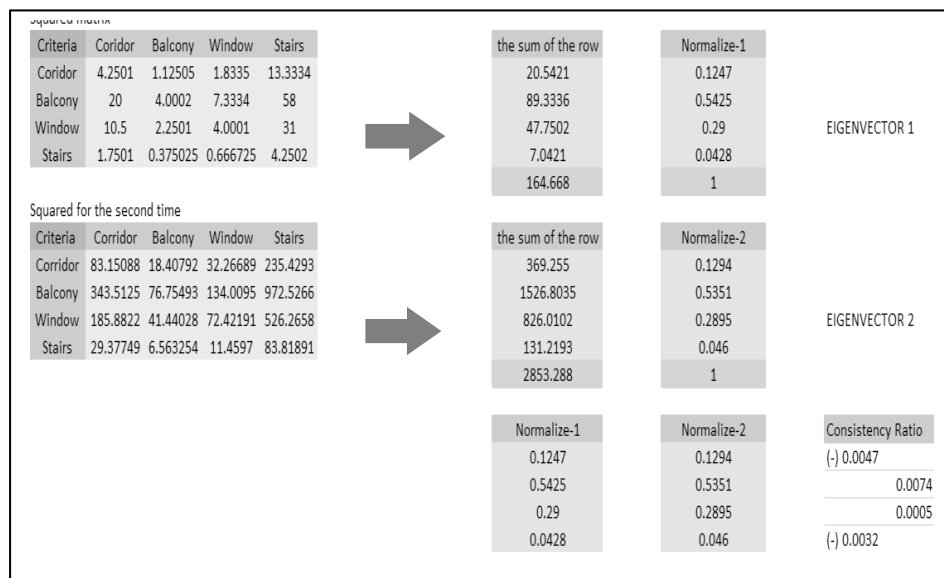 Squared matrix
Criteria Coridor Balcony Window Stairs
Coridor 4.2501 1.12505 1.8335 13.3334
Balcony 20 4.0002 7.3334 58
Window 10.5 2.2501 4.0001 31
Stairs 1.7501 0.375025 0.666725 4.2502
the sum of the row
20.5421
89.3336
47.7502
7.0421
164.668
Normalize-1
0.1247
0.5425
0.29
0.0428
1
EIGENVECTOR 1
Squared for the second time
Criteria Corridor Balcony Window Stairs
Corridor 83.15088 18.40792 32.26689 235.4293
Balcony 343.5125 76.75493 134.0095 972.5266
Window 185.8822 41.44028 72.42191 526.2658
Stairs 29.37749 6.563254 11.4597 83.81891
the sum of the row
369.255
1526.8035
826.0102
131.2193
2853.288
Normalize-2
0.1294
0.5351
0.2895
0.046
1
EIGENVECTOR 2
Normalize-1
0.1247
0.5425
0.29
0.0428
Normalize-2
0.1294
0.5351
0.2895
0.046
Consistency Ratio
(-) 0.0047
0.0074
0.0005
(-) 0.0032